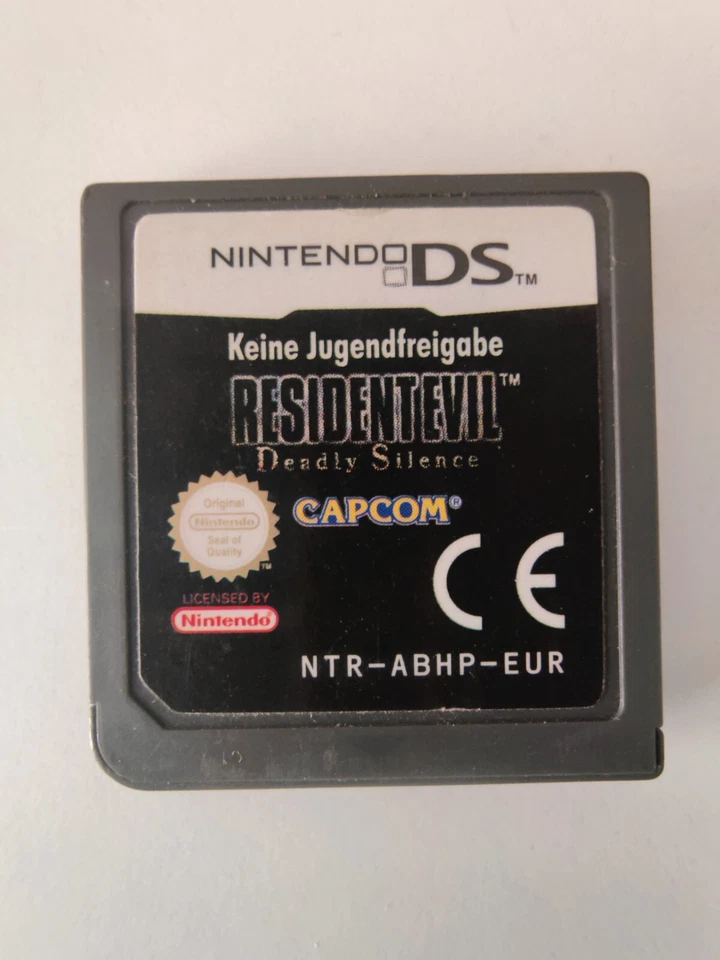 NINTENDO DS™
Keine Jugendfreigabe
RESIDENT EVIL™
Deadly Silence
CAPCOM®
Original
Nintendo
Seal of
Quality
™
LICENSED BY
Nintendo
CE
NTR-ABHP-EUR